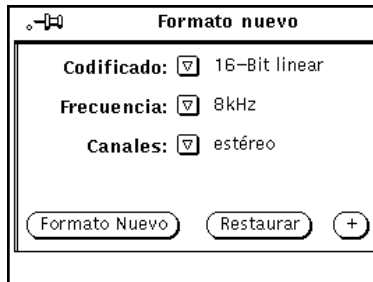 Formato nuevo
Codificado: 16-Bit linear
Frecuencia: 8kHz
Canales: estéreo
Formato Nuevo Restaurar +